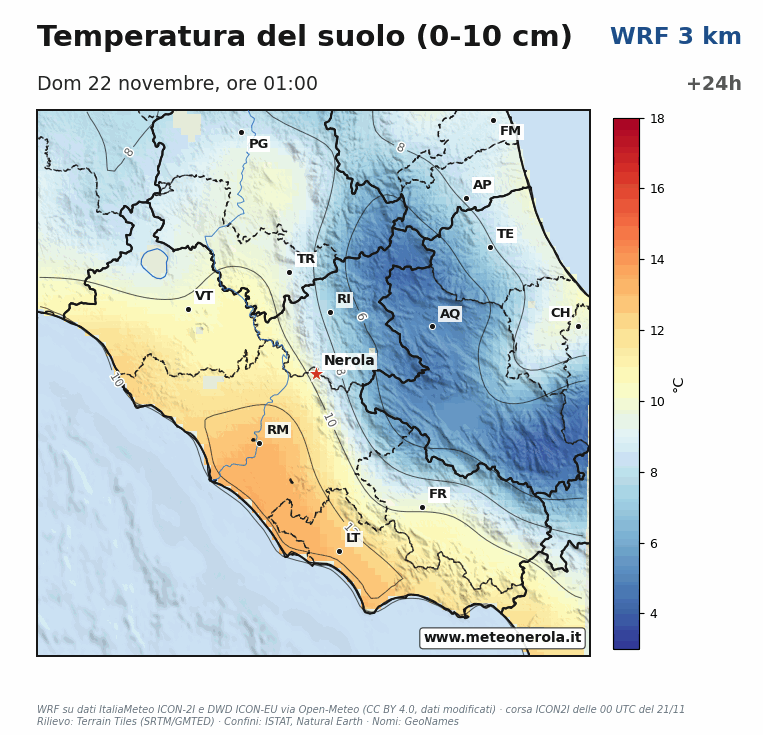 Temperatura del suolo (0-10 cm)
WRF 3 km
Dom 22 novembre, ore 01:00
+24h
FM
PG
8
8
AP
TE
TR
VT
RI
AQ
CH
6
Nerola
8
10
10
RM
FR
12
LT
www.meteonerola.it
18
16
14
12
10
8
6
4
°C
WRF su dati ItaliaMeteo ICON-2I e DWD ICON-EU via Open-Meteo (CC BY 4.0, dati modificati) · corsa ICON2I delle 00 UTC del 21/11
Rilievo: Terrain Tiles (SRTM/GMTED) · Confini: ISTAT, Natural Earth · Nomi: GeoNames